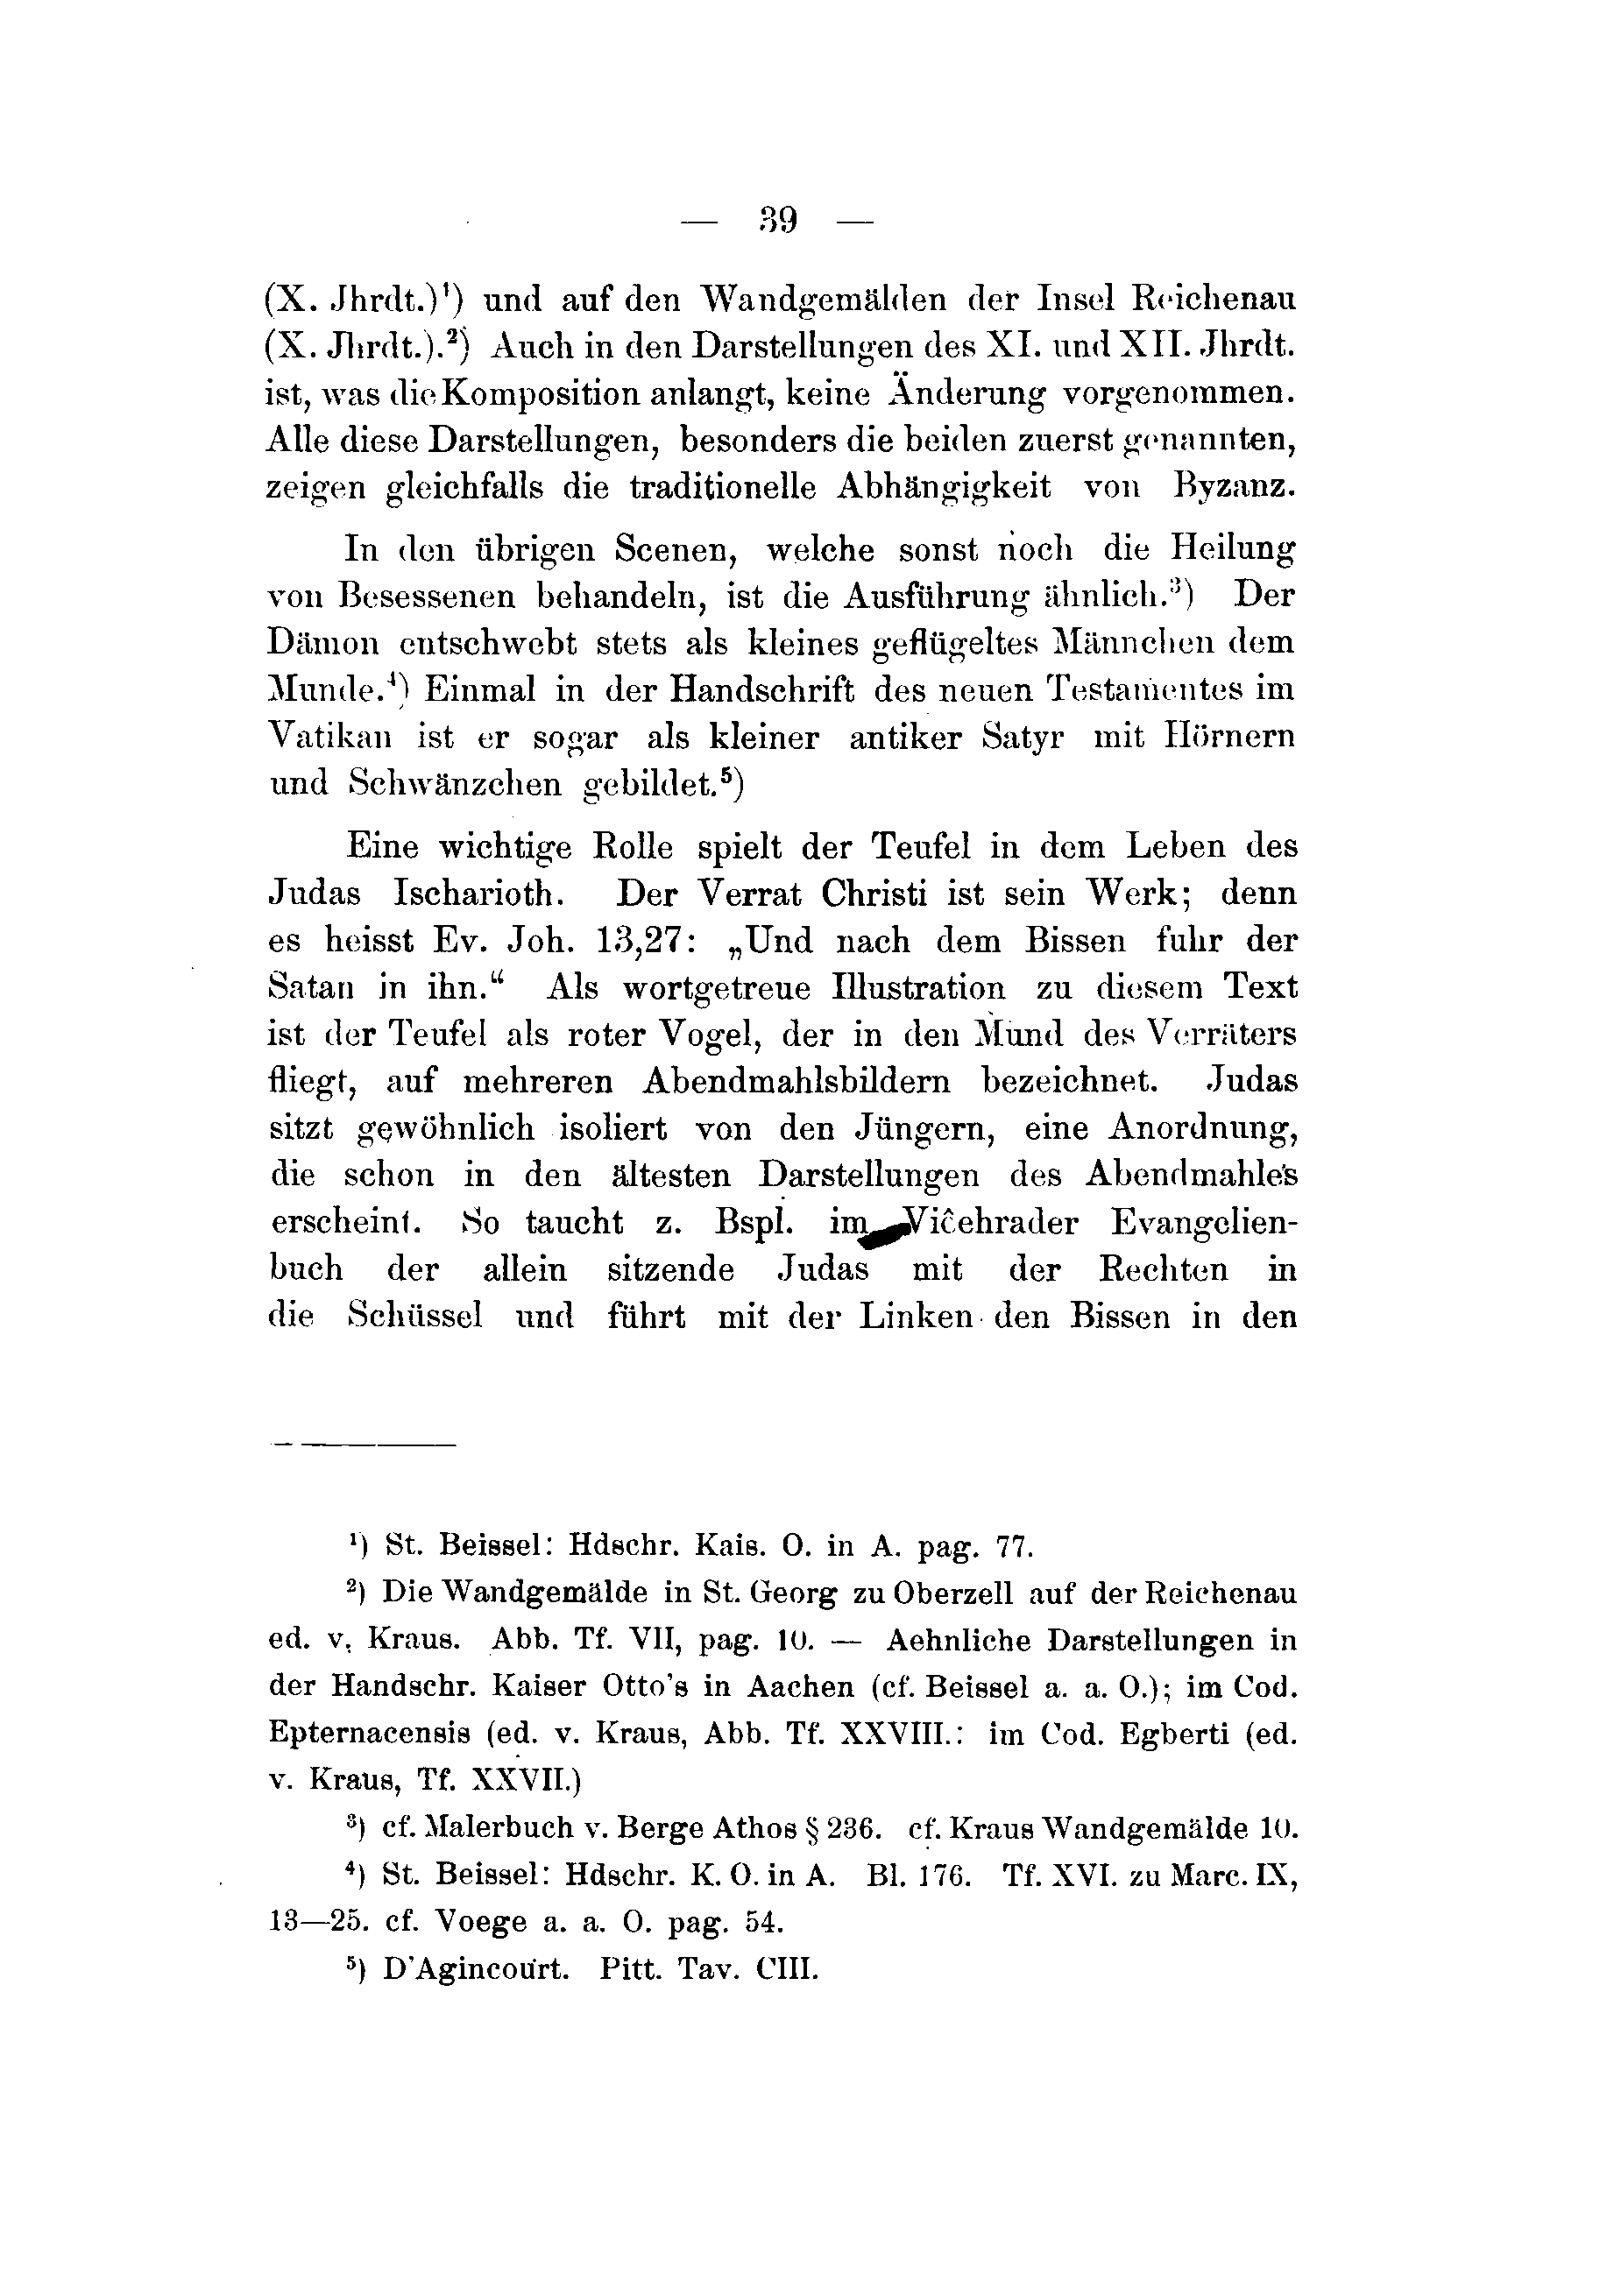 — 39 —
(X. Jhrdt.)¹) und auf den Wandgemälden der Insel Reichenau
(X. Jhrdt.).²) Auch in den Darstellungen des XI. und XII. Jhrdt.
ist, was die Komposition anlangt, keine Änderung vorgenommen.
Alle diese Darstellungen, besonders die beiden zuerst genannten,
zeigen gleichfalls die traditionelle Abhängigkeit von Byzanz.
In den übrigen Scenen, welche sonst noch die Heilung
von Besessenen behandeln, ist die Ausführung ähnlich.³) Der
Dämon entschwebt stets als kleines geflügeltes Männchen dem
Munde.⁴) Einmal in der Handschrift des neuen Testamentes im
Vatikan ist er sogar als kleiner antiker Satyr mit Hörnern
und Schwänzchen gebildet.⁵)
Eine wichtige Rolle spielt der Teufel in dem Leben des
Judas Ischarioth. Der Verrat Christi ist sein Werk; denn
es heisst Ev. Joh. 13,27: „Und nach dem Bissen fuhr der
Satan in ihn.“ Als wortgetreue Illustration zu diesem Text
ist der Teufel als roter Vogel, der in den Mund des Verräters
fliegt, auf mehreren Abendmahlsbildern bezeichnet. Judas
sitzt gewöhnlich isoliert von den Jüngern, eine Anordnung,
die schon in den ältesten Darstellungen des Abendmahles
erscheint. So taucht z. Bspl. im Vičehrader Evangelien-
buch der allein sitzende Judas mit der Rechten in
die Schüssel und führt mit der Linken den Bissen in den
¹) St. Beissel: Hdschr. Kais. O. in A. pag. 77.
²) Die Wandgemälde in St. Georg zu Oberzell auf der Reichenau
ed. v. Kraus. Abb. Tf. VII, pag. 10. — Aehnliche Darstellungen in
der Handschr. Kaiser Otto's in Aachen (cf. Beissel a. a. O.); im Cod.
Epternacensis (ed. v. Kraus, Abb. Tf. XXVIII.: im Cod. Egberti (ed.
v. Kraus, Tf. XXVII.)
³) cf. Malerbuch v. Berge Athos § 236. cf. Kraus Wandgemälde 10.
⁴) St. Beissel: Hdschr. K. O. in A. Bl. 176. Tf. XVI. zu Marc. IX,
13—25. cf. Voege a. a. O. pag. 54.
⁵) D'Agincourt. Pitt. Tav. CIII.